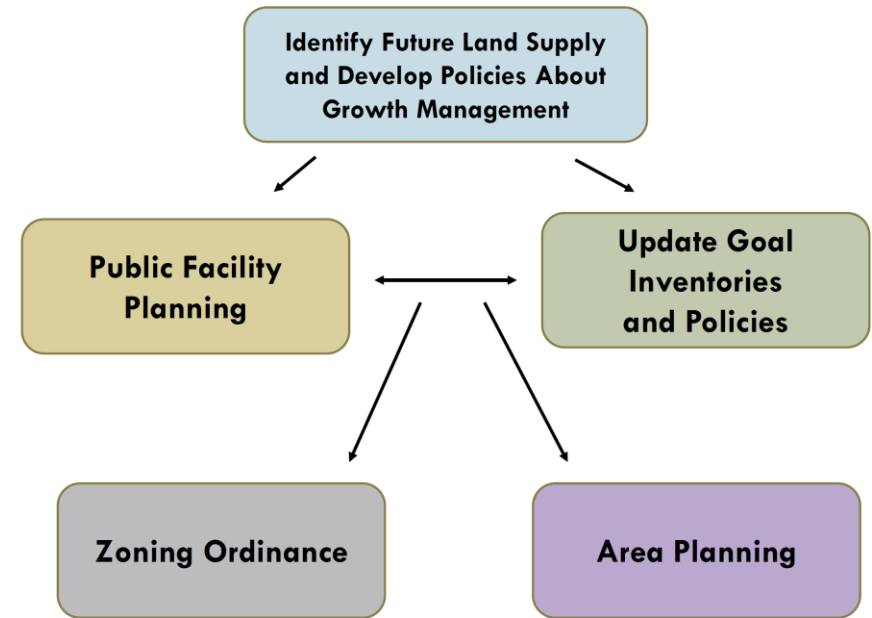 Identify Future Land Supply
and Develop Policies About
Growth Management
Public Facility
Planning
Update Goal
Inventories
and Policies
Zoning Ordinance
Area Planning